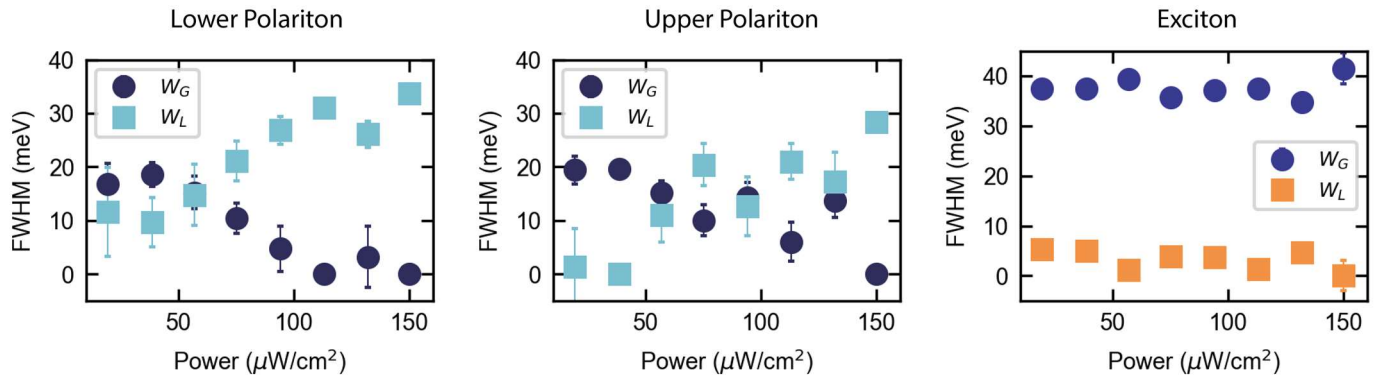 Lower Polariton
FWHM (meV)
40
30
20
10
0
W_G
W_L
50
100
150
Power (μW/cm²)
Upper Polariton
FWHM (meV)
40
30
20
10
0
W_G
W_L
50
100
150
Power (μW/cm²)
Exciton
FWHM (meV)
40
30
20
10
0
W_G
W_L
50
100
150
Power (μW/cm²)